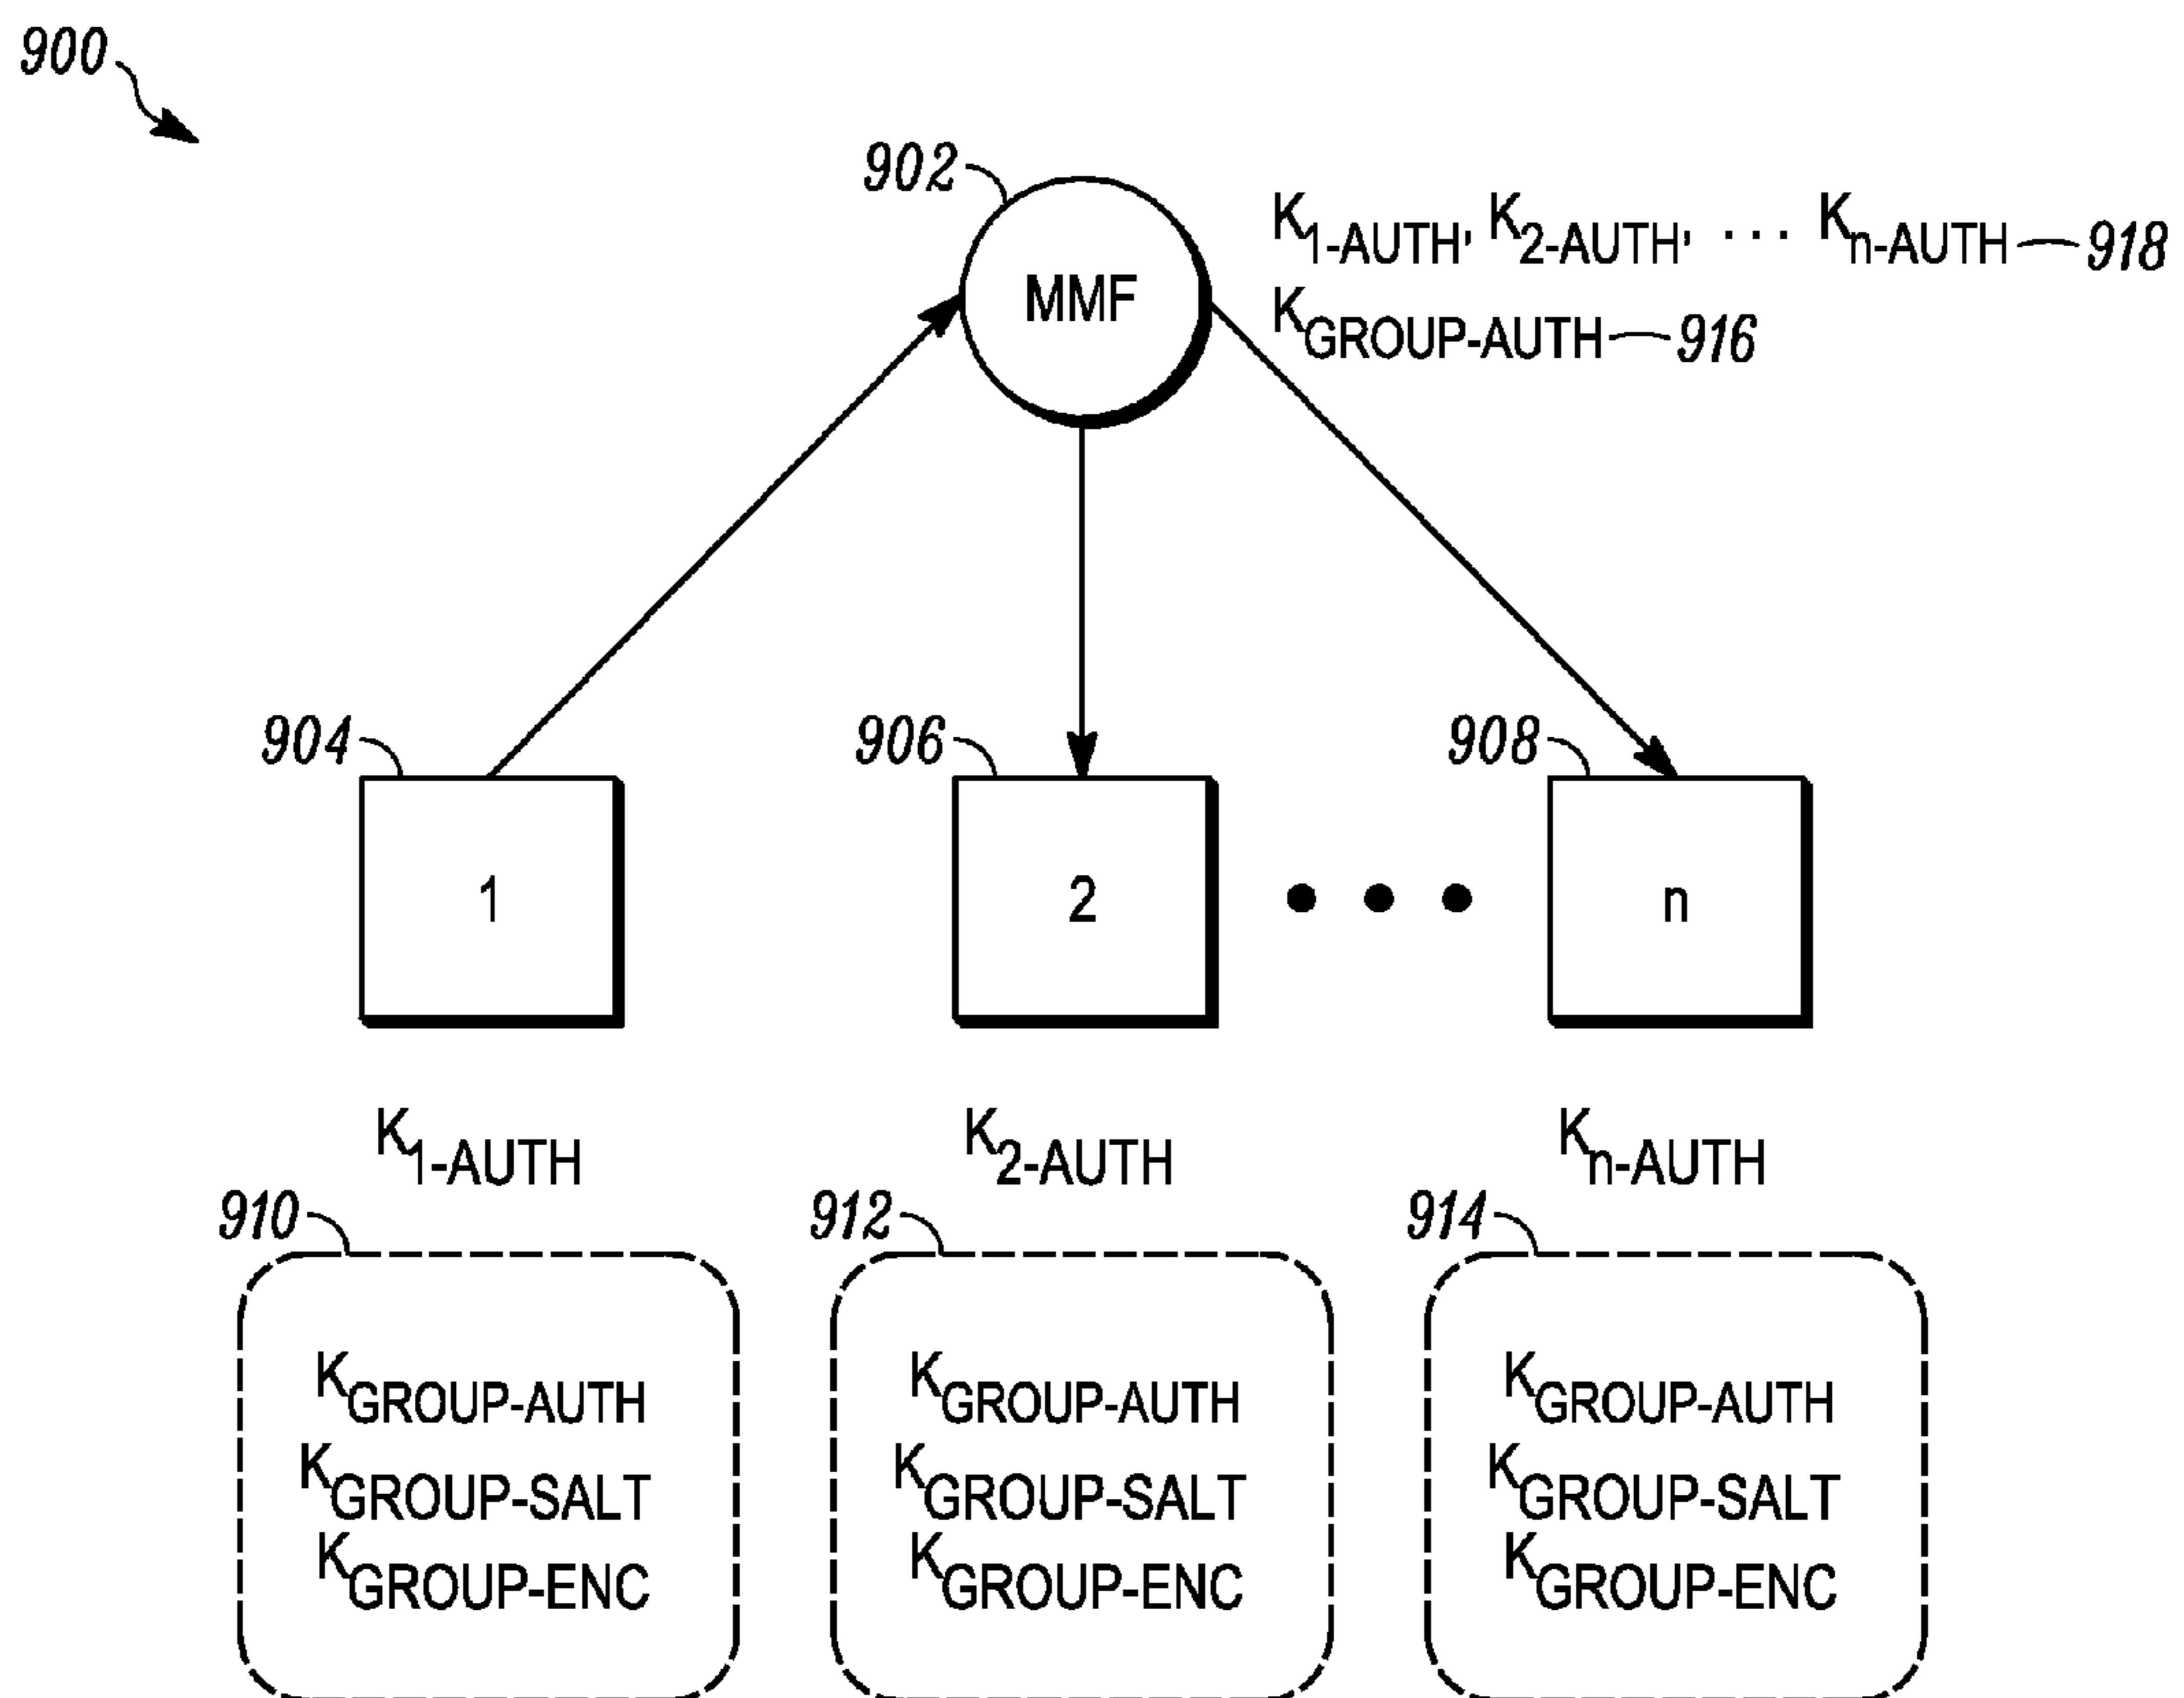 900
902
K1-AUTH, K2-AUTH, ... Kn-AUTH 918
MMF
KGROUP-AUTH 916
904 906 908
1 2 n
K1-AUTH K2-AUTH Kn-AUTH
910 912 914
KGROUP-AUTH KGROUP-AUTH KGROUP-AUTH
KGROUP-SALT KGROUP-SALT KGROUP-SALT
KGROUP-ENC KGROUP-ENC KGROUP-ENC